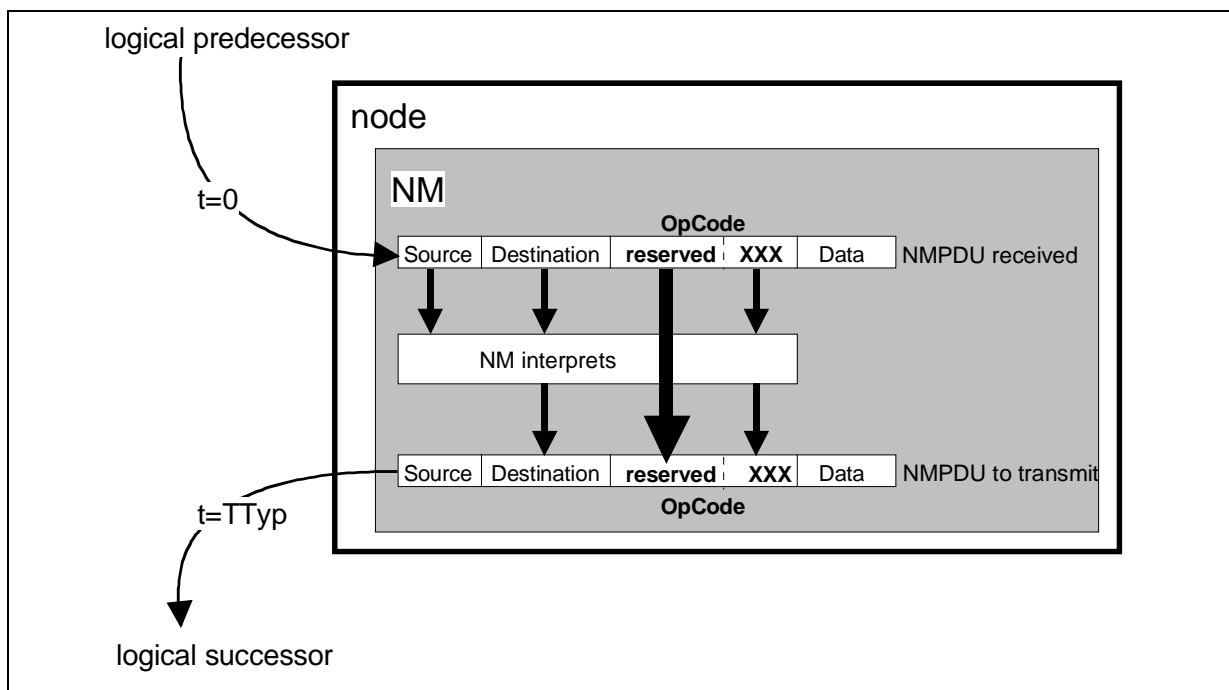 logical predecessor
node
NM
t=0
OpCode
Source Destination reserved XXX Data NMPDU received
NM interprets
Source Destination reserved XXX Data NMPDU to transmit
OpCode
t=TTyp
logical successor